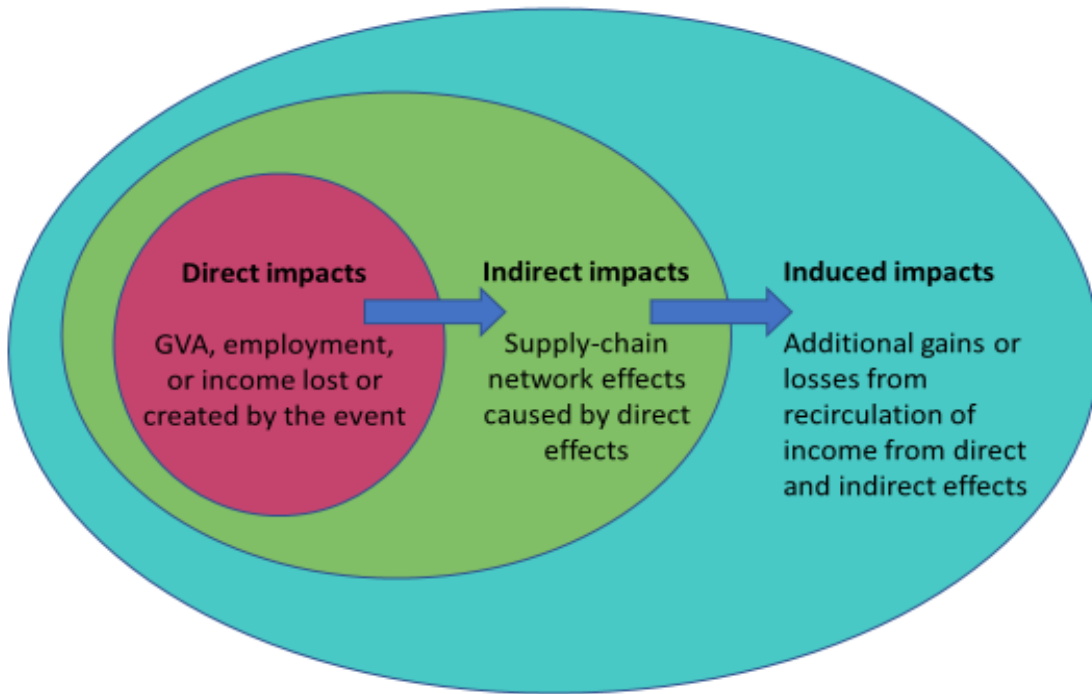 Direct impacts
GVA, employment,
or income lost or
created by the event
Indirect impacts
Supply-chain
network effects
caused by direct
effects
Induced impacts
Additional gains or
losses from
recirculation of
income from direct
and indirect effects